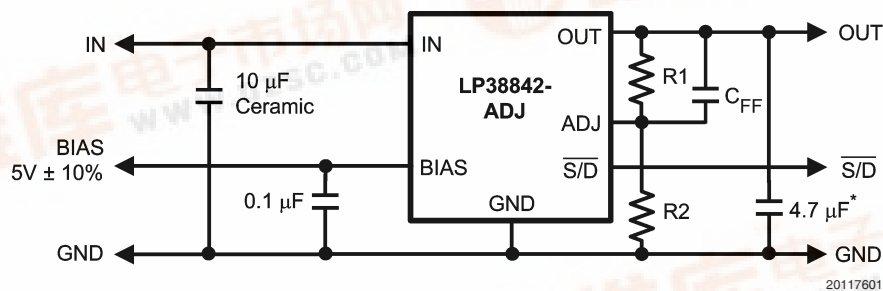 IN
10 μF
Ceramic
BIAS
5V ± 10%
0.1 μF
GND
IN
OUT
LP38842-
ADJ
ADJ
BIAS
S/D
GND
R1
CFF
R2
OUT
S/D
4.7 μF*
GND
20117601